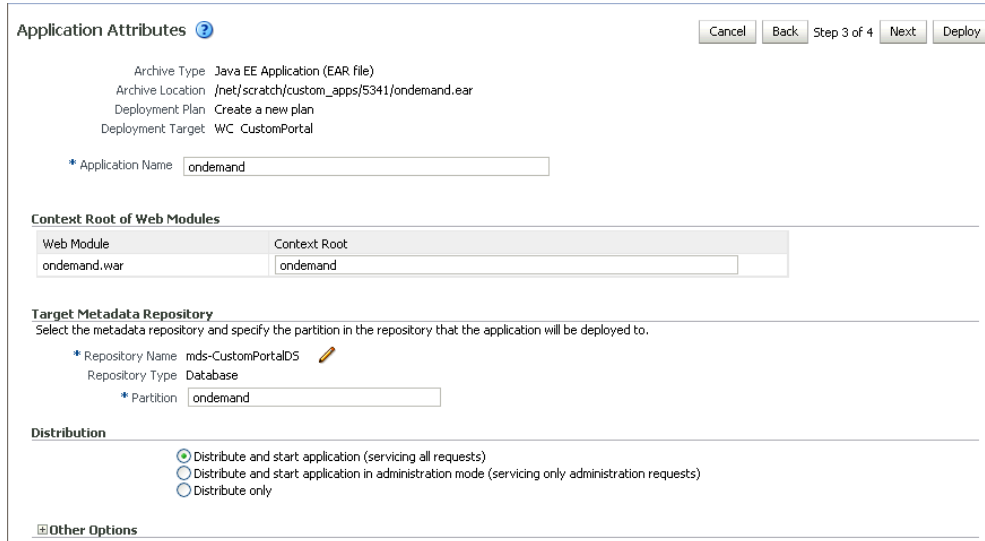 Application Attributes ?
Cancel Back Step 3 of 4 Next Deploy
Archive Type Java EE Application (EAR file)
Archive Location /net/scratch/custom_apps/5341/ondemand.ear
Deployment Plan Create a new plan
Deployment Target WC_CustomPortal
* Application Name ondemand
Context Root of Web Modules
Web Module Context Root
ondemand.war ondemand
Target Metadata Repository
Select the metadata repository and specify the partition in the repository that the application will be deployed to.
* Repository Name mds-CustomPortalDS
Repository Type Database
* Partition ondemand
Distribution
Distribute and start application (servicing all requests)
Distribute and start application in administration mode (servicing only administration requests)
Distribute only
Other Options